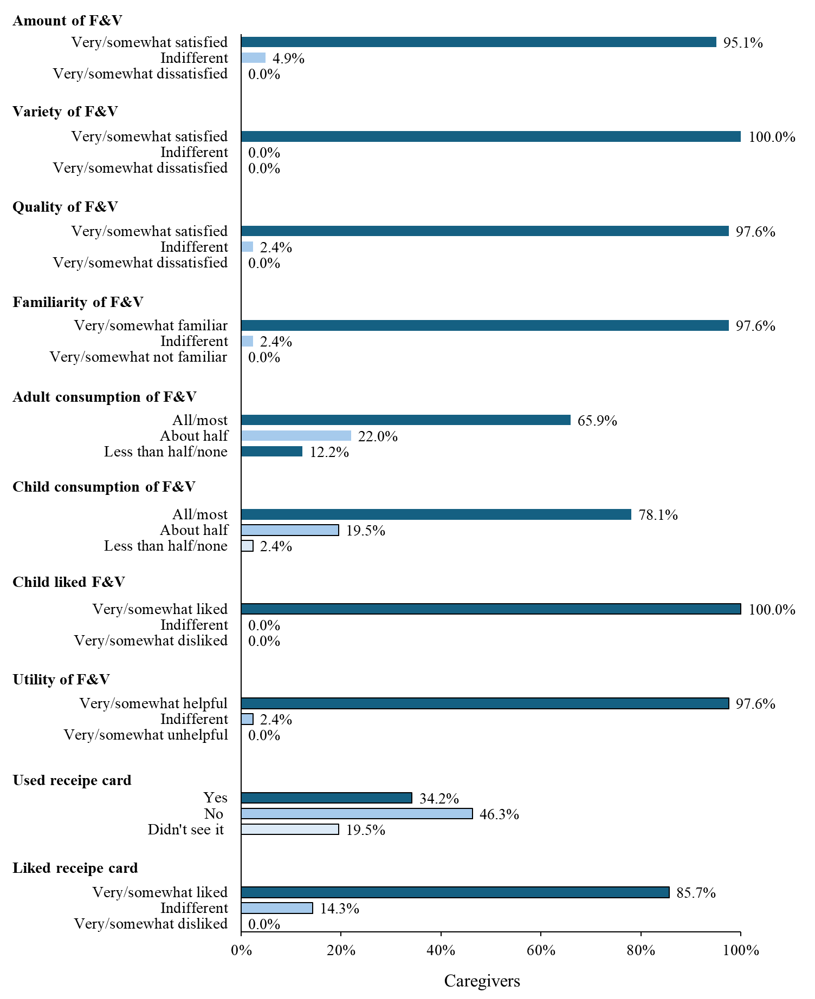 Amount of F&V
Very/somewhat satisfied 95.1%
Indifferent 4.9%
Very/somewhat dissatisfied 0.0%
Variety of F&V
Very/somewhat satisfied 100.0%
Indifferent 0.0%
Very/somewhat dissatisfied 0.0%
Quality of F&V
Very/somewhat satisfied 97.6%
Indifferent 2.4%
Very/somewhat dissatisfied 0.0%
Familiarity of F&V
Very/somewhat familiar 97.6%
Indifferent 2.4%
Very/somewhat not familiar 0.0%
Adult consumption of F&V
All/most 65.9%
About half 22.0%
Less than half/none 12.2%
Child consumption of F&V
All/most 78.1%
About half 19.5%
Less than half/none 2.4%
Child liked F&V
Very/somewhat liked 100.0%
Indifferent 0.0%
Very/somewhat disliked 0.0%
Utility of F&V
Very/somewhat helpful 97.6%
Indifferent 2.4%
Very/somewhat unhelpful 0.0%
Used receipe card
Yes 34.2%
No 46.3%
Didn't see it 19.5%
Liked receipe card
Very/somewhat liked 85.7%
Indifferent 14.3%
Very/somewhat disliked 0.0%
0% 20% 40% 60% 80% 100%
Caregivers